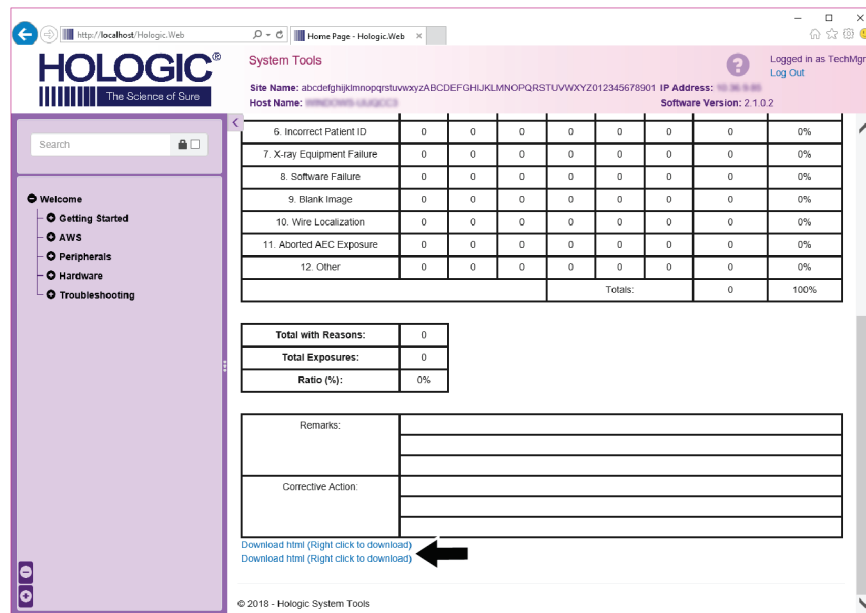 http://localhost/Hologic.Web
Home Page - Hologic.Web
HOLOGIC®
The Science of Sure
System Tools
Logged in as TechMgr
Log Out
Site Name: abcdefghijklmnopqrstuvwxyzABCDEFGHIJKLMNOPQRSTUVWXYZ012345678901 IP Address:
Host Name:
Software Version: 2.1.0.2
Search
Welcome
Getting Started
AWS
Peripherals
Hardware
Troubleshooting
6. Incorrect Patient ID 0 0 0 0 0 0 0 0%
7. X-ray Equipment Failure 0 0 0 0 0 0 0 0%
8. Software Failure 0 0 0 0 0 0 0 0%
9. Blank Image 0 0 0 0 0 0 0 0%
10. Wire Localization 0 0 0 0 0 0 0 0%
11. Aborted AEC Exposure 0 0 0 0 0 0 0 0%
12. Other 0 0 0 0 0 0 0 0%
Totals: 0 100%
Total with Reasons: 0
Total Exposures: 0
Ratio (%): 0%
Remarks:
Corrective Action:
Download html (Right click to download)
Download html (Right click to download)
© 2018 - Hologic System Tools